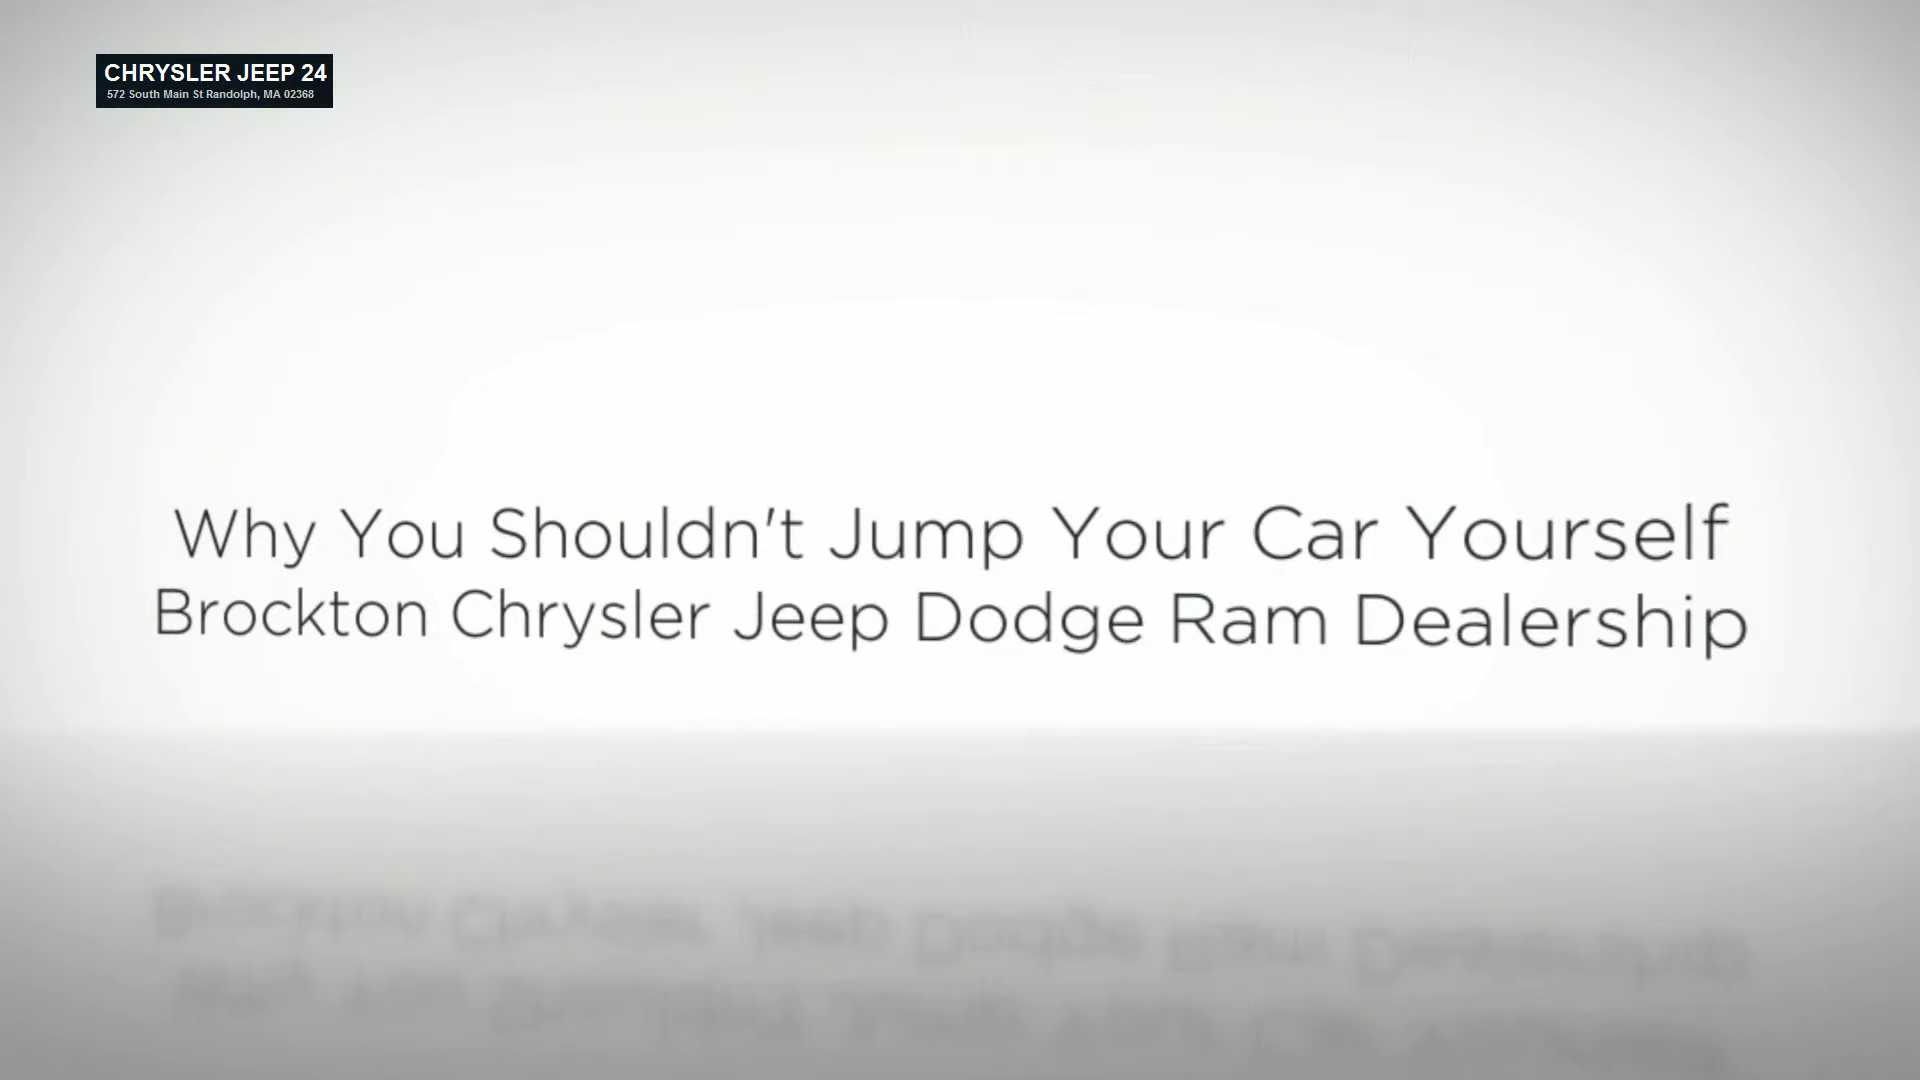 CHRYSLER JEEP 24
572 South Main St Randolph, MA 02368
Why You Shouldn't Jump Your Car Yourself
Brockton Chrysler Jeep Dodge Ram Dealership